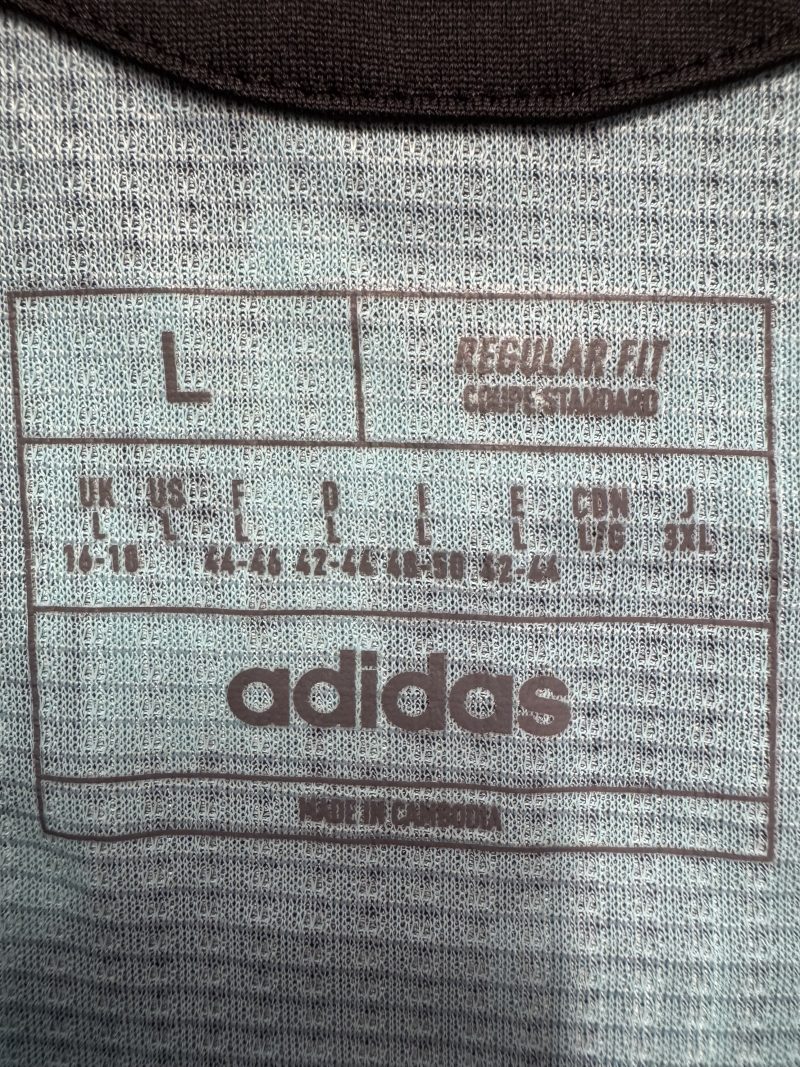 L
REGULAR FIT
COUPE STANDARD
UK US F D I E CDN J
L L L L L L L/G 3XL
16-18 44-46 42-44 48-50 42-44
adidas
MADE IN CAMBODIA